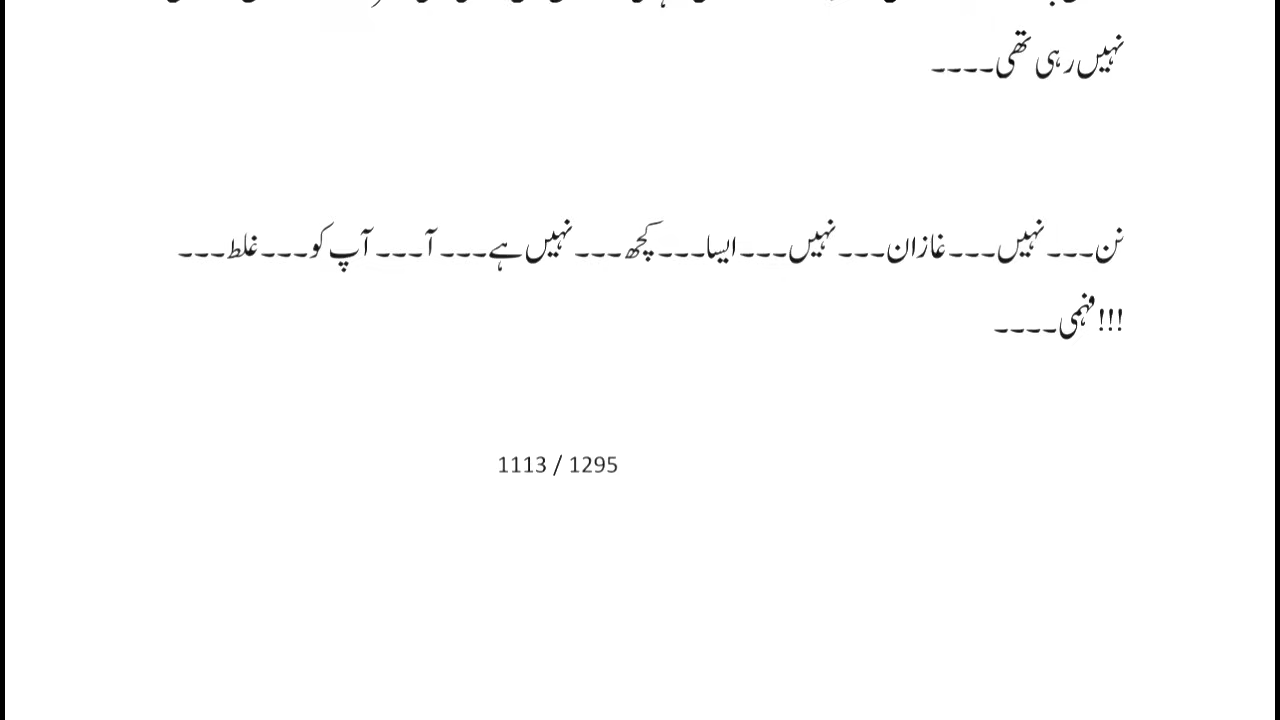 نہیں رہی تھی۔۔۔۔
نن۔۔۔نہیں۔۔۔غازان۔۔۔نہیں۔۔۔ایسا۔۔۔کچھ۔۔۔نہیں ہے۔۔۔آ۔۔۔آپ کو۔۔۔غلط۔۔۔
!!!فہمی۔۔۔۔
1113 / 1295